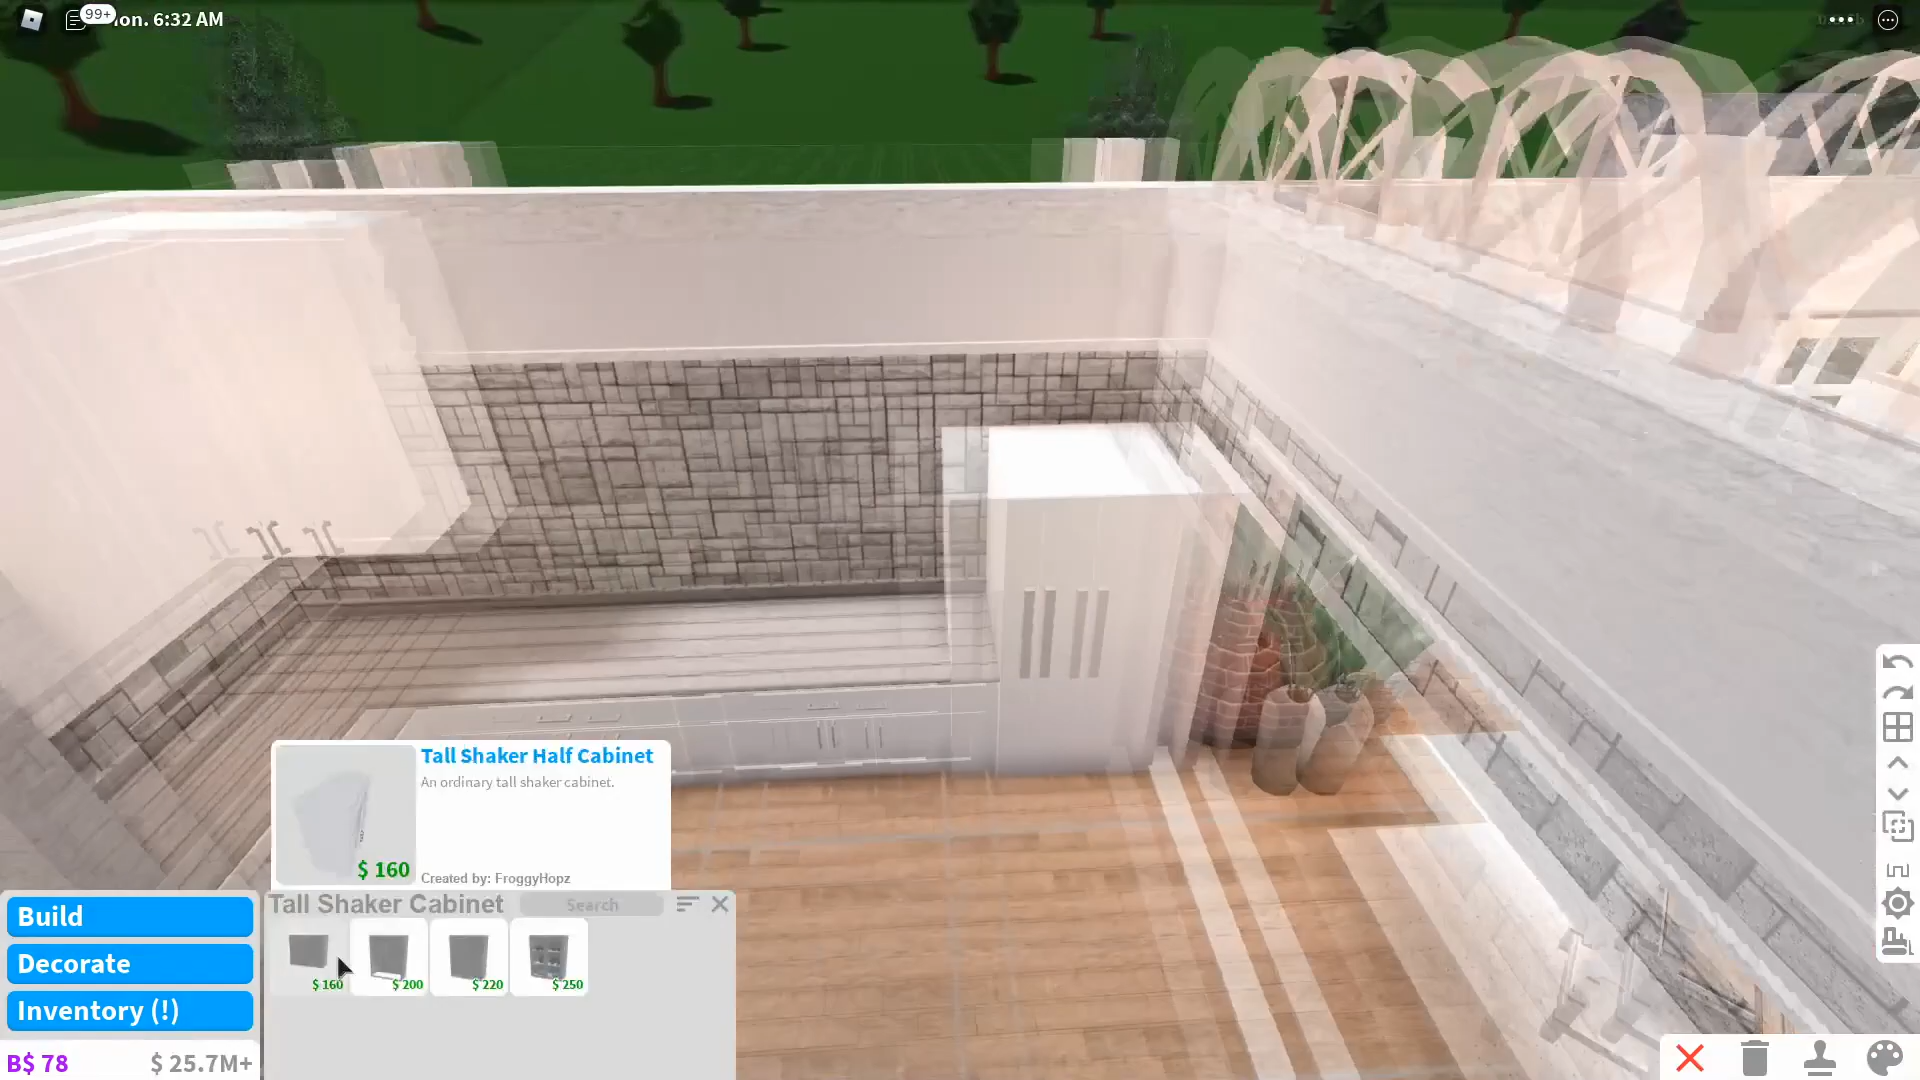 99+
on. 6:32 AM
Tall Shaker Half Cabinet
An ordinary tall shaker cabinet.
$ 160
Created by: FroggyHopz
Tall Shaker Cabinet
Search
$ 160
$ 200
$ 220
$ 250
Build
Decorate
Inventory (!)
B$ 78
$ 25.7M+